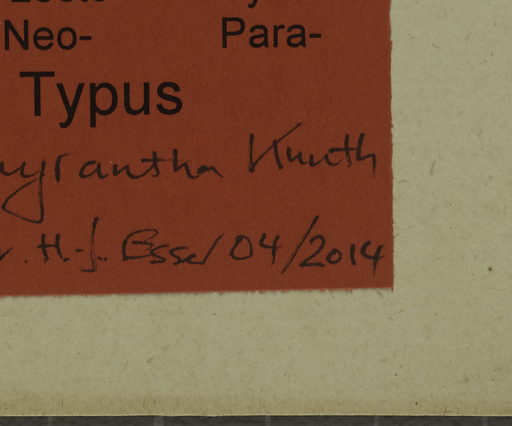 Neo- Para-
Typus
Kunth
H.-J. Esser 04/2014